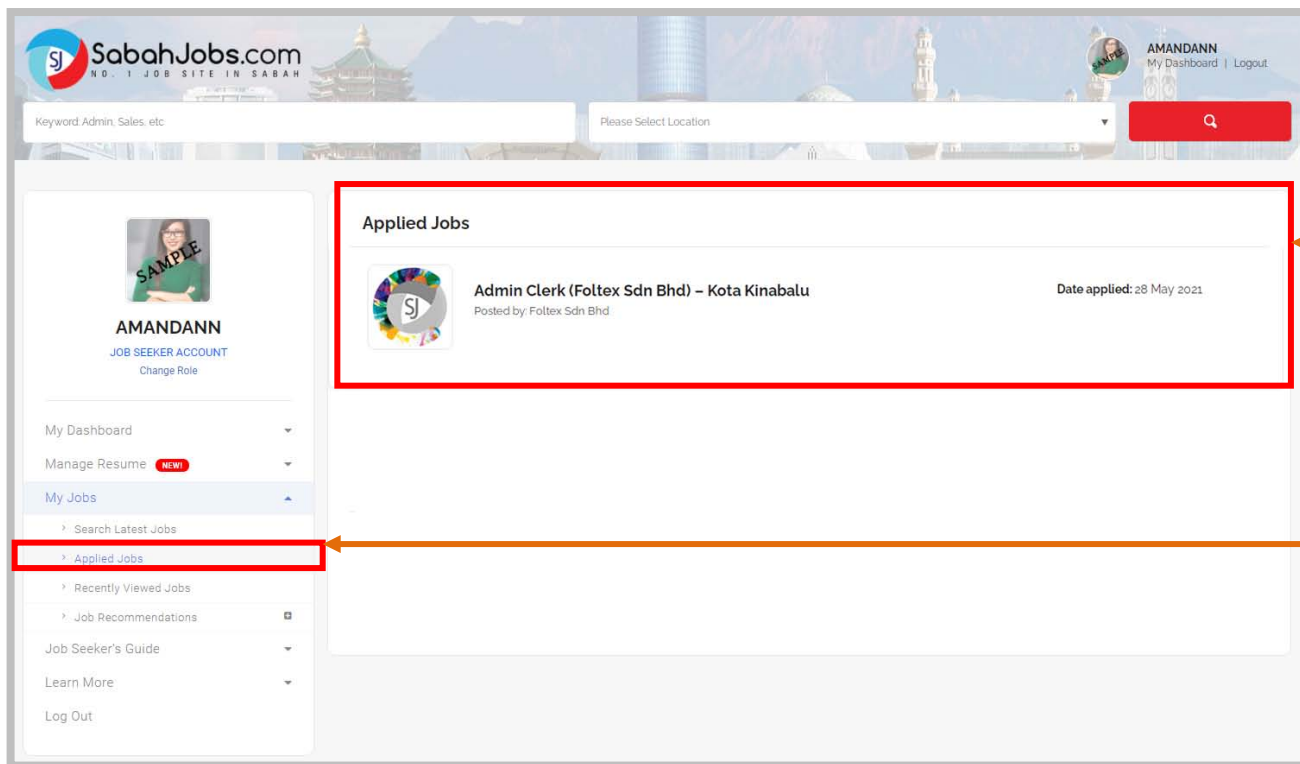 SJ SabahJobs.com
NO. 1 JOB SITE IN SABAH
SAMPLE
AMANDANN
My Dashboard | Logout
Keyword: Admin, Sales, etc
Please Select Location
SAMPLE
AMANDANN
JOB SEEKER ACCOUNT
Change Role
My Dashboard
Manage Resume NEW!
My Jobs
Search Latest Jobs
Applied Jobs
Recently Viewed Jobs
Job Recommendations
Job Seeker's Guide
Learn More
Log Out
Applied Jobs
SJ
Admin Clerk (Foltex Sdn Bhd) – Kota Kinabalu
Posted by: Foltex Sdn Bhd
Date applied: 28 May 2021